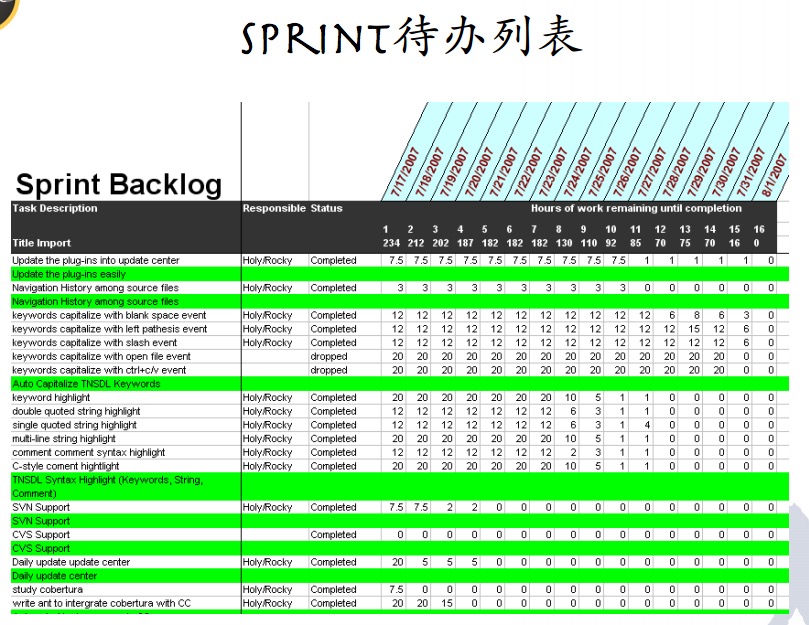 SPRINT待办列表
7/17/2007 7/18/2007 7/19/2007 7/20/2007 7/21/2007 7/22/2007 7/23/2007 7/24/2007 7/25/2007 7/26/2007 7/27/2007 7/28/2007 7/29/2007 7/30/2007 7/31/2007 8/1/2007
Sprint Backlog
Task Description Responsible Status Hours of work remaining until completion
1 2 3 4 5 6 7 8 9 10 11 12 13 14 15 16
Title Import 234 212 202 187 182 182 182 130 110 92 85 70 75 70 16 0
Update the plug-ins into update center Holy/Rocky Completed 7.5 7.5 7.5 7.5 7.5 7.5 7.5 7.5 7.5 7.5 1 1 1 1 1 0
Update the plug-ins easily
Navigation History among source files Holy/Rocky Completed 3 3 3 3 3 3 3 3 3 3 0 0 0 0 0 0
Navigation History among source files
keywords capitalize with blank space event Holy/Rocky Completed 12 12 12 12 12 12 12 12 12 12 12 6 8 6 3 0
keywords capitalize with left pathesis event Holy/Rocky Completed 12 12 12 12 12 12 12 12 12 12 12 12 15 12 6 0
keywords capitalize with slash event Holy/Rocky Completed 12 12 12 12 12 12 12 12 12 12 12 12 12 12 6 0
keywords capitalize with open file event dropped 20 20 20 20 20 20 20 20 20 20 20 20 20 20 0 0
keywords capitalize with ctrl+c/v event dropped 20 20 20 20 20 20 20 20 20 20 20 20 20 20 0 0
Auto Capitalize TNSDL Keywords
keyword highlight Holy/Rocky Completed 20 20 20 20 20 20 20 10 5 1 1 0 0 0 0 0
double quoted string highlight Holy/Rocky Completed 12 12 12 12 12 12 12 6 3 1 1 0 0 0 0 0
single quoted string highlight Holy/Rocky Completed 12 12 12 12 12 12 12 6 3 1 4 0 0 0 0 0
multi-line string highlight Holy/Rocky Completed 20 20 20 20 20 20 20 10 5 1 1 0 0 0 0 0
comment comment syntax highlight Holy/Rocky Completed 12 12 12 12 12 12 12 2 3 1 1 0 0 0 0 0
C-style coment hightlight Holy/Rocky Completed 20 20 20 20 20 20 20 10 5 1 1 0 0 0 0 0
TNSDL Syntax Highlight (Keywords, String,
Comment)
SVN Support Holy/Rocky Completed 7.5 7.5 2 2 0 0 0 0 0 0 0 0 0 0 0 0
SVN Support
CVS Support Completed 0 0 0 0 0 0 0 0 0 0 0 0 0 0 0 0
CVS Support
Daily update update center Holy/Rocky Completed 20 5 5 5 0 0 0 0 0 0 0 0 0 0 0 0
Daily update center
study cobertura Holy/Rocky Completed 7.5 0 0 0 0 0 0 0 0 0 0 0 0 0 0 0
write ant to intergrate cobertura with CC Holy/Rocky Completed 20 20 15 0 0 0 0 0 0 0 0 0 0 0 0 0